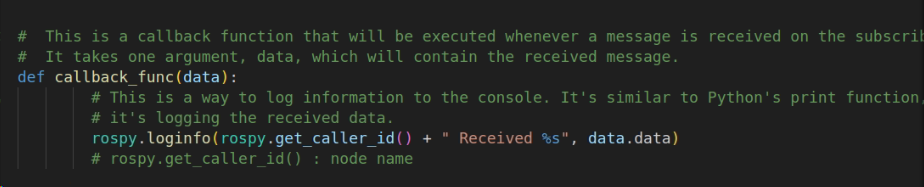 #  This is a callback function that will be executed whenever a message is received on the
#  It takes one argument, data, which will contain the received message.
def callback_func(data):
# This is a way to log information to the console. It's similar to Python's print function,
# it's logging the received data.
rospy.loginfo(rospy.get_caller_id() + " Received %s", data.data)
# rospy.get_caller_id() : node name